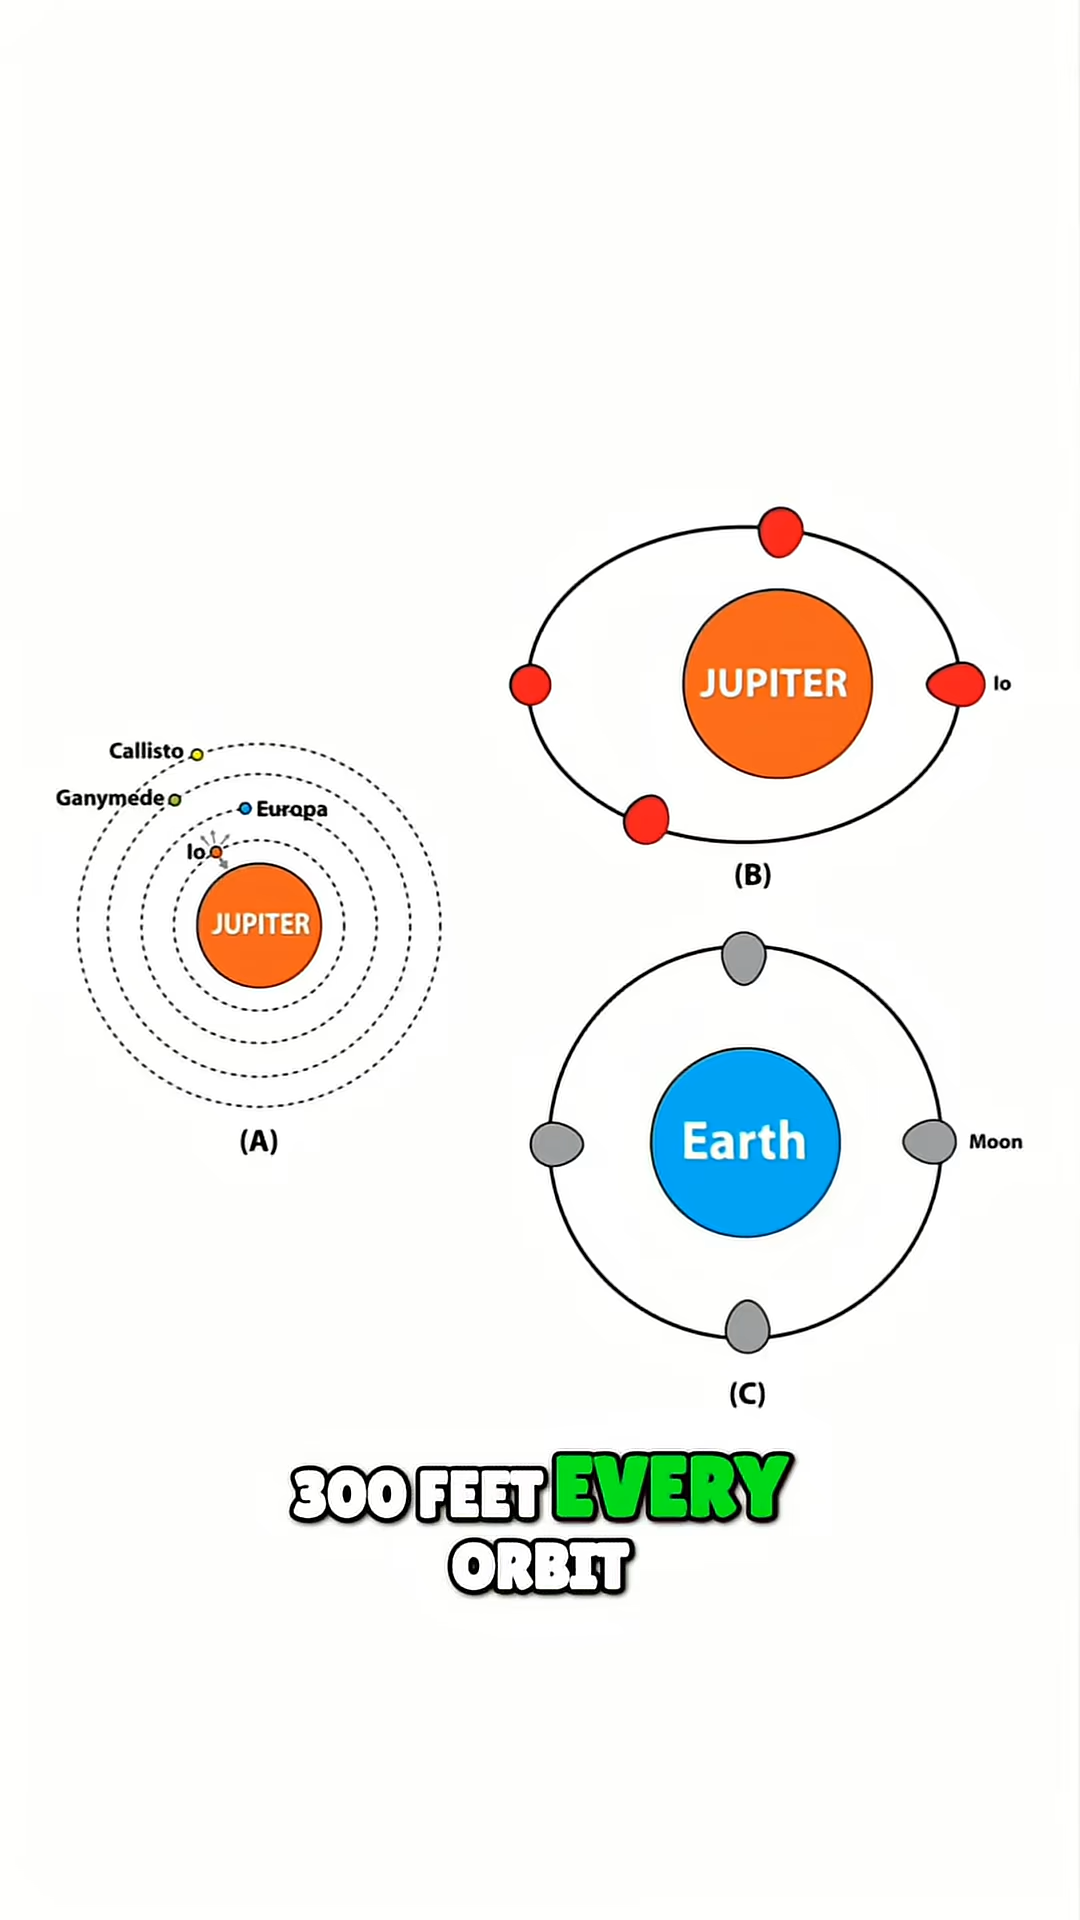 Callisto
Ganymede
Europa
Io
JUPITER
(A)
JUPITER
Io
(B)
Earth
Moon
(C)
300 FEET EVERY
ORBIT